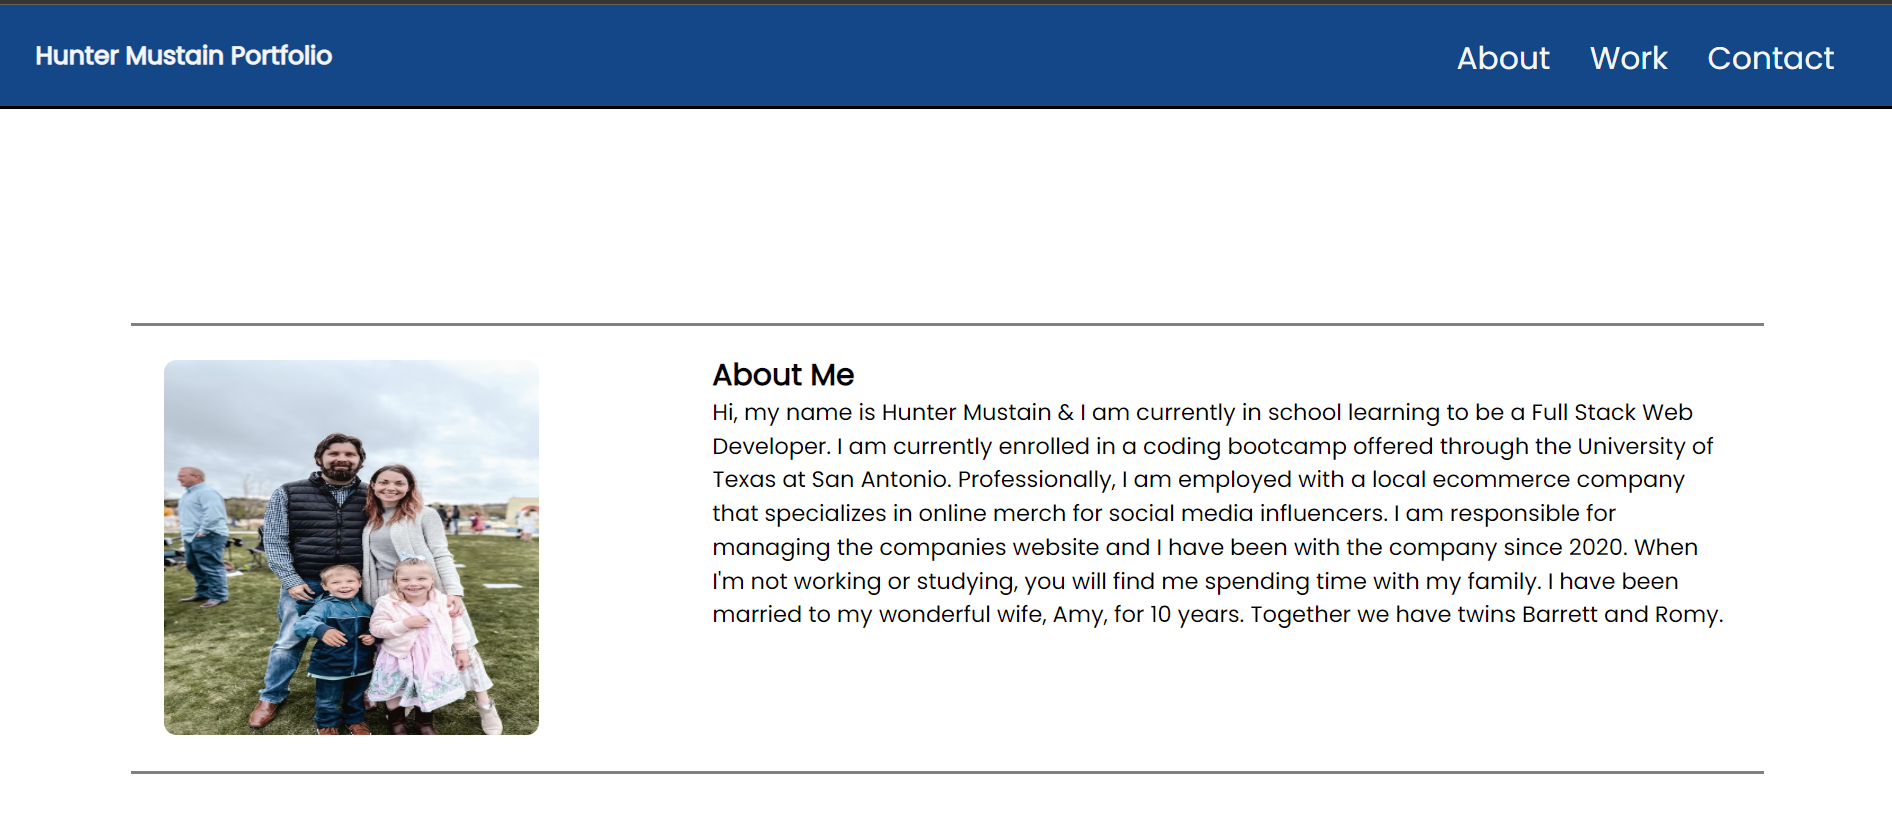 Hunter Mustain Portfolio
About Work Contact
About Me
Hi, my name is Hunter Mustain & I am currently in school learning to be a Full Stack Web
Developer. I am currently enrolled in a coding bootcamp offered through the University of
Texas at San Antonio. Professionally, I am employed with a local ecommerce company
that specializes in online merch for social media influencers. I am responsible for
managing the companies website and I have been with the company since 2020. When
I'm not working or studying, you will find me spending time with my family. I have been
married to my wonderful wife, Amy, for 10 years. Together we have twins Barrett and Romy.